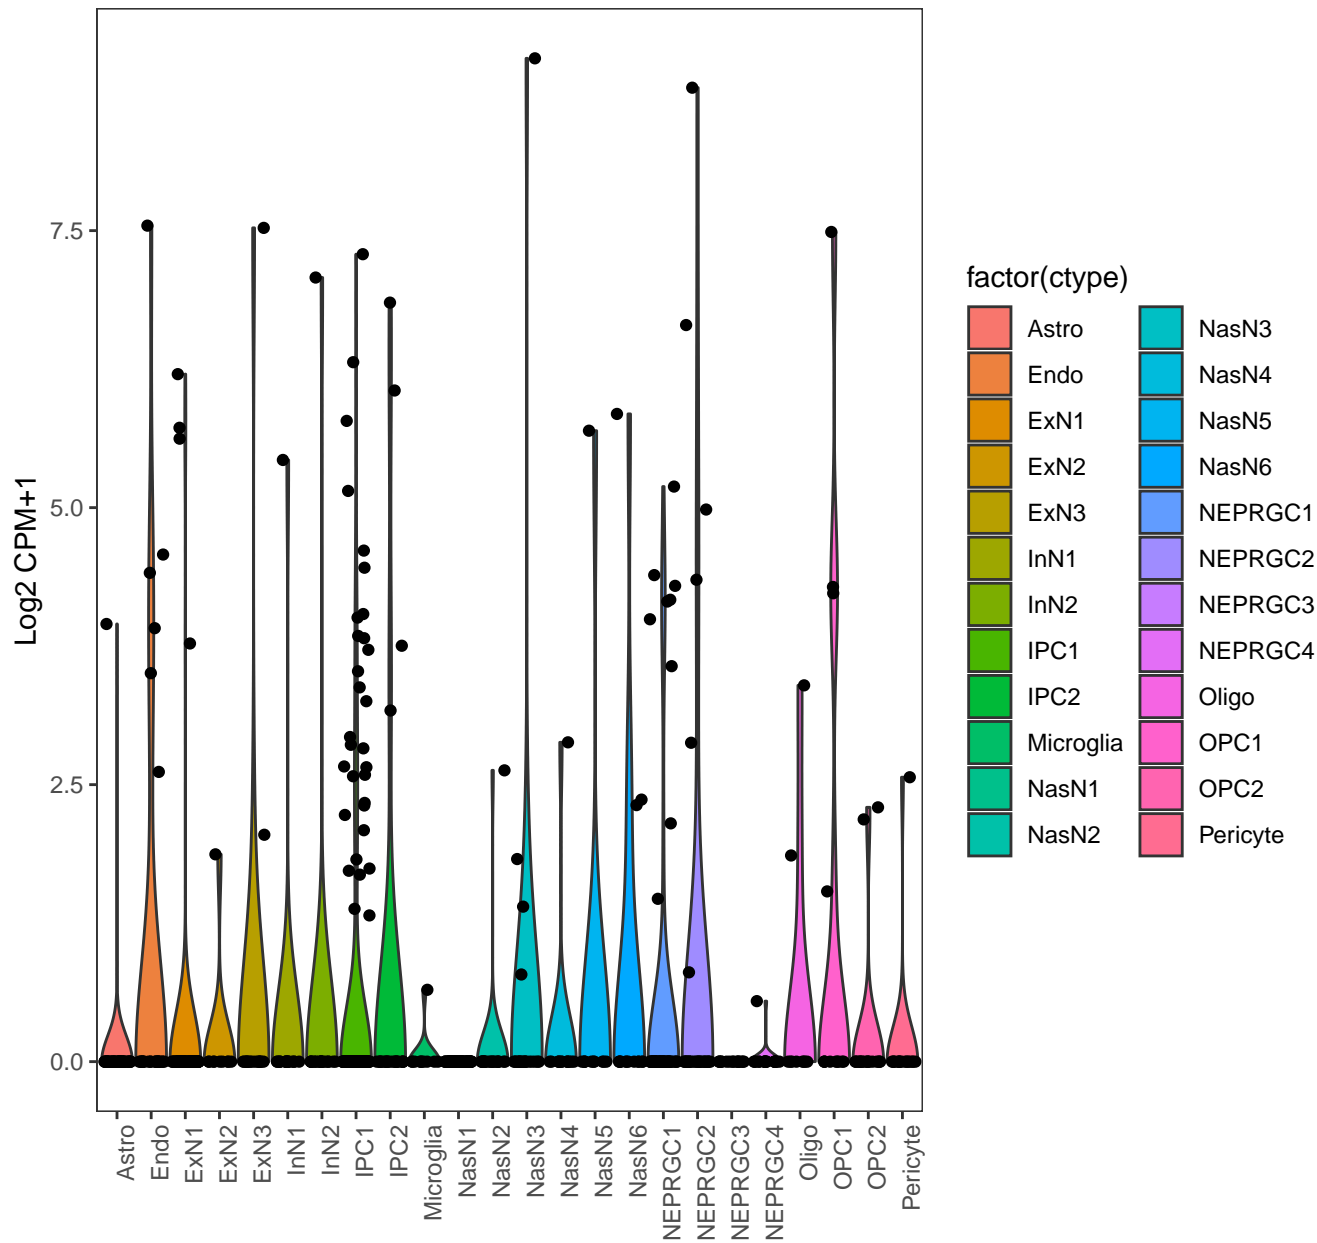 7.5
5.0
2.5
0.0
Log2 CPM+1
Astro
Endo
ExN1
ExN2
ExN3
InN1
InN2
IPC1
IPC2
Microglia
NasN1
NasN2
NasN3
NasN4
NasN5
NasN6
NEPRGC1
NEPRGC2
NEPRGC3
NEPRGC4
Oligo
OPC1
OPC2
Pericyte
factor(ctype)
Astro
Endo
ExN1
ExN2
ExN3
InN1
InN2
IPC1
IPC2
Microglia
NasN1
NasN2
NasN3
NasN4
NasN5
NasN6
NEPRGC1
NEPRGC2
NEPRGC3
NEPRGC4
Oligo
OPC1
OPC2
Pericyte